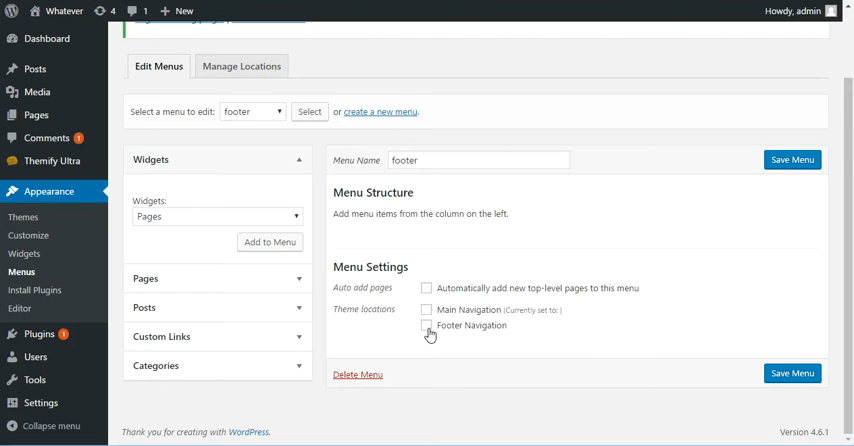 Whatever 4 1 + New Howdy, admin
Dashboard
Posts
Media
Pages
Comments 1
Themify Ultra
Appearance
Themes
Customize
Widgets
Menus
Install Plugins
Editor
Plugins 1
Users
Tools
Settings
Collapse menu
Edit Menus Manage Locations
Select a menu to edit: footer Select or create a new menu.
Widgets
Widgets:
Pages
Add to Menu
Pages
Posts
Custom Links
Categories
Menu Name footer Save Menu
Menu Structure
Add menu items from the column on the left.
Menu Settings
Auto add pages Automatically add new top-level pages to this menu
Theme locations Main Navigation (Currently set to: )
Footer Navigation
Delete Menu Save Menu
Thank you for creating with WordPress. Version 4.6.1